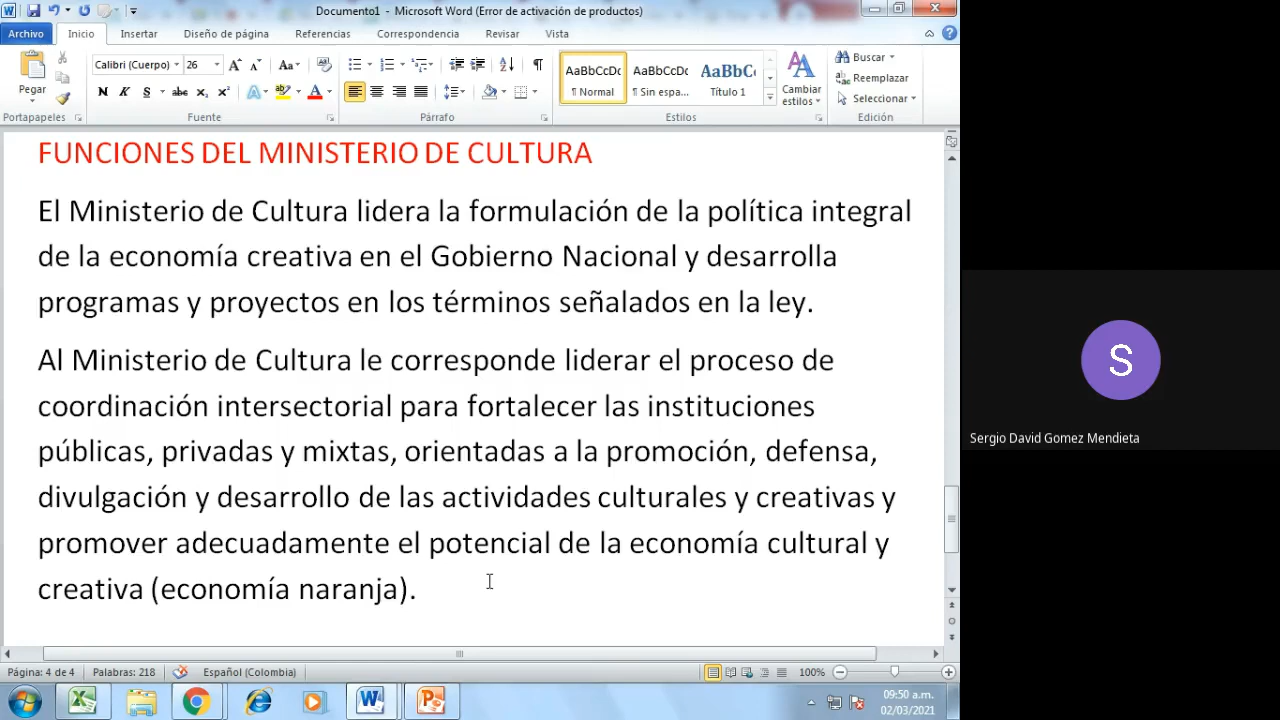 Documento1 - Microsoft Word (Error de activación de productos)
Archivo Inicio Insertar Diseño de página Referencias Correspondencia Revisar Vista
Calibri (Cuerpo) 26 Aa AaBbCcDc AaBbCcDc AaBbC Buscar
Pegar N K S abc x₂ x² A A ¶ Normal ¶ Sin espa... Título 1 Cambiar estilos Reemplazar
Seleccionar
Portapapeles Fuente Párrafo Estilos Edición
FUNCIONES DEL MINISTERIO DE CULTURA
El Ministerio de Cultura lidera la formulación de la política integral
de la economía creativa en el Gobierno Nacional y desarrolla
programas y proyectos en los términos señalados en la ley.
Al Ministerio de Cultura le corresponde liderar el proceso de
coordinación intersectorial para fortalecer las instituciones
públicas, privadas y mixtas, orientadas a la promoción, defensa,
divulgación y desarrollo de las actividades culturales y creativas y
promover adecuadamente el potencial de la economía cultural y
creativa (economía naranja).
S
Sergio David Gomez Mendieta
Página: 4 de 4 Palabras: 218 Español (Colombia) 100%
09:50 a.m.
02/03/2021